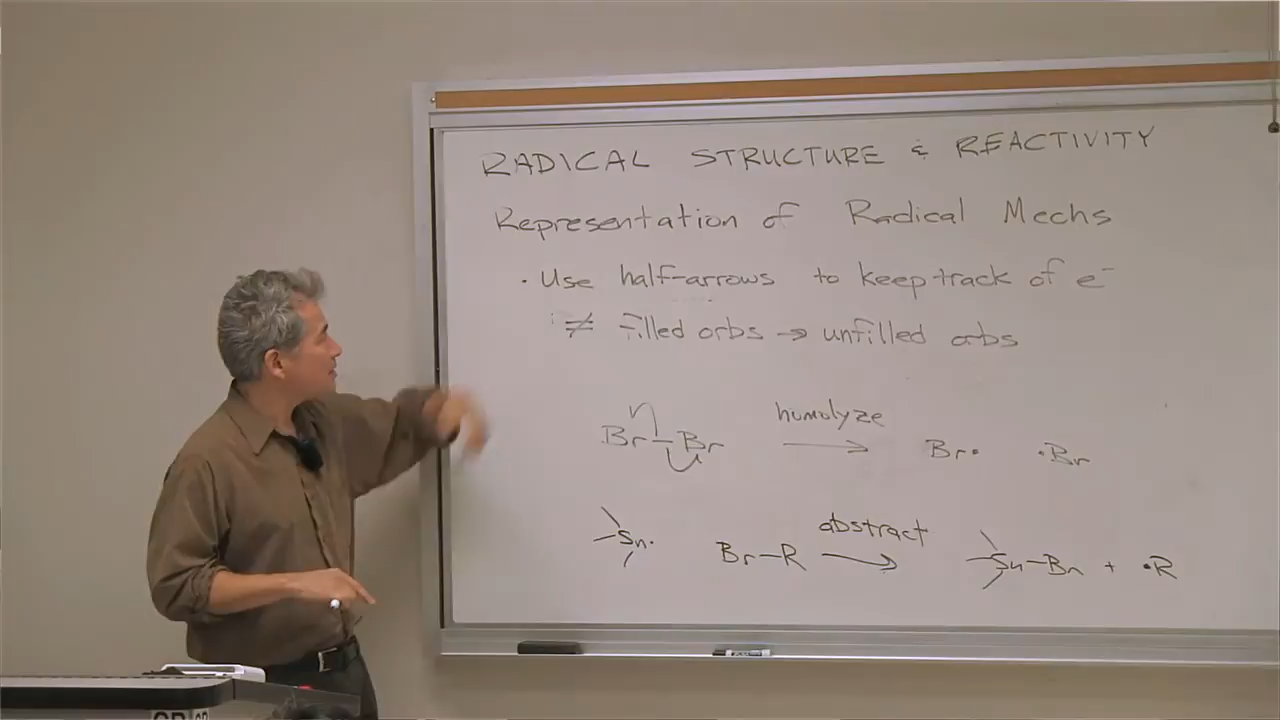 RADICAL STRUCTURE & REACTIVITY
Representation of Radical Mechs
• Use half-arrows to keep track of e⁻
≠ filled orbs → unfilled orbs
Br—Br homolyze → Br• •Br
Sn• Br—R abstract → Sn—Br + •R